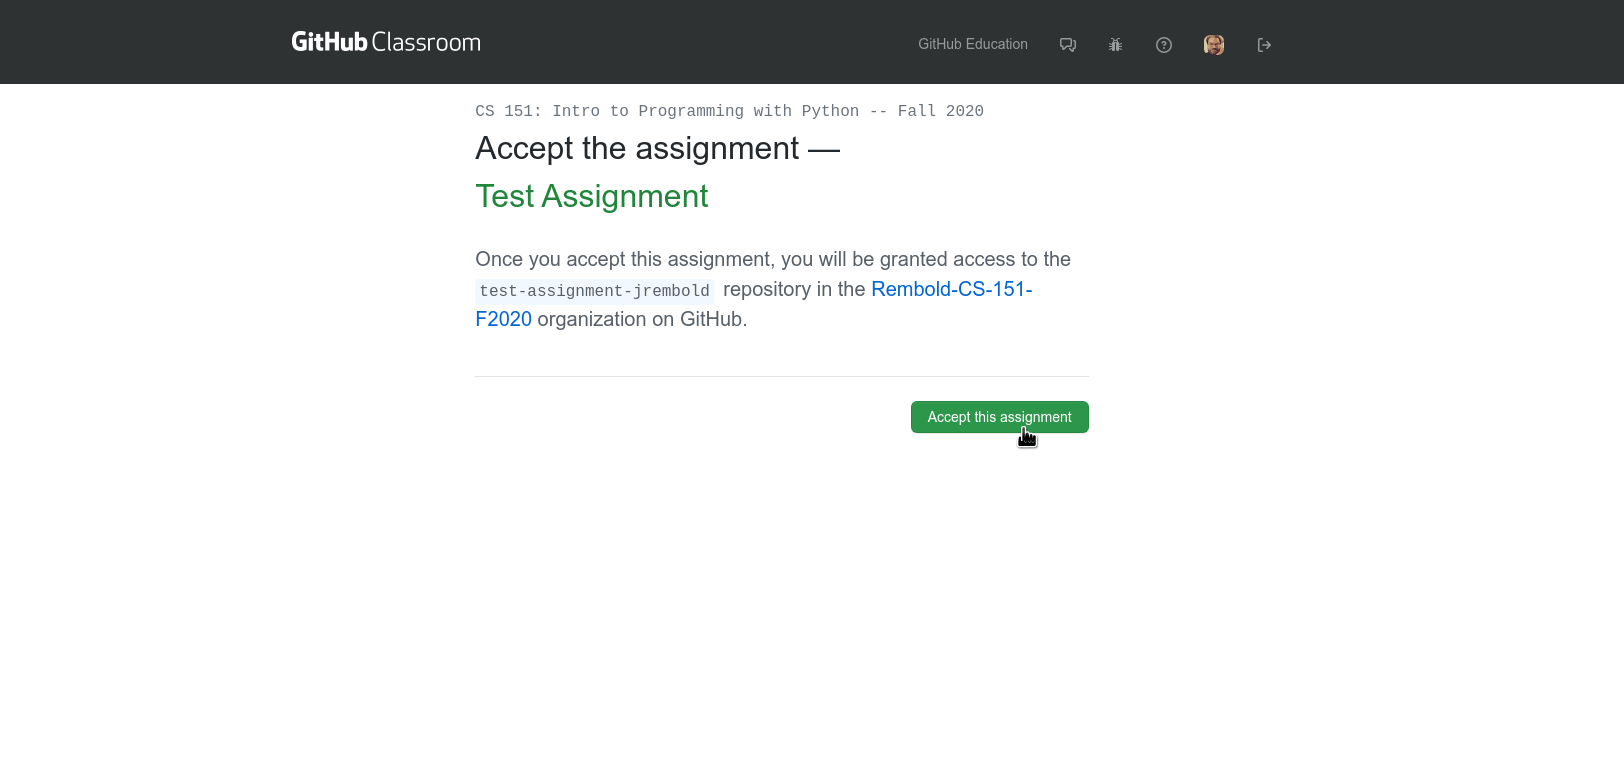 GitHub Classroom
GitHub Education
CS 151: Intro to Programming with Python -- Fall 2020
Accept the assignment —
Test Assignment
Once you accept this assignment, you will be granted access to the
test-assignment-jrembold repository in the Rembold-CS-151-
F2020 organization on GitHub.
Accept this assignment